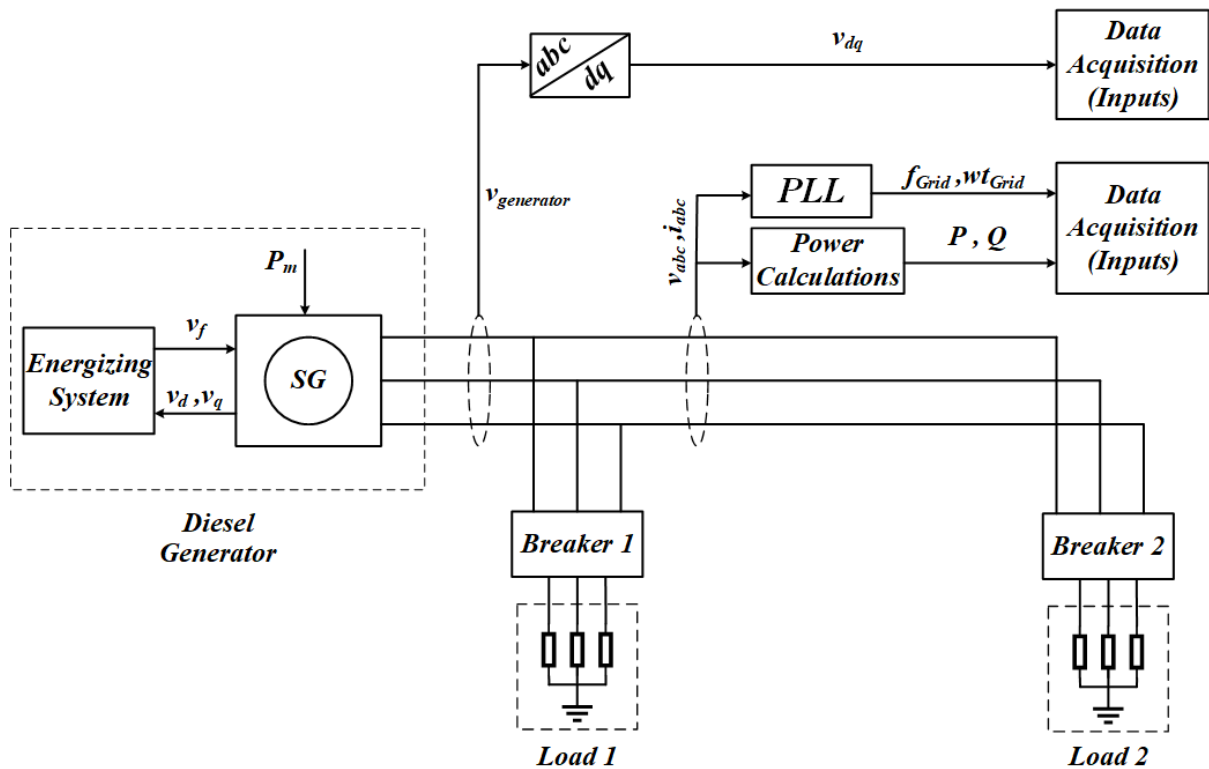 abc
dq
v_dq
Data
Acquisition
(Inputs)
v_generator
PLL
f_Grid ,wt_Grid
v_abc ,i_abc
Power
Calculations
P , Q
Data
Acquisition
(Inputs)
P_m
Energizing
System
v_f
v_d ,v_q
SG
Diesel
Generator
Breaker 1
Breaker 2
Load 1
Load 2